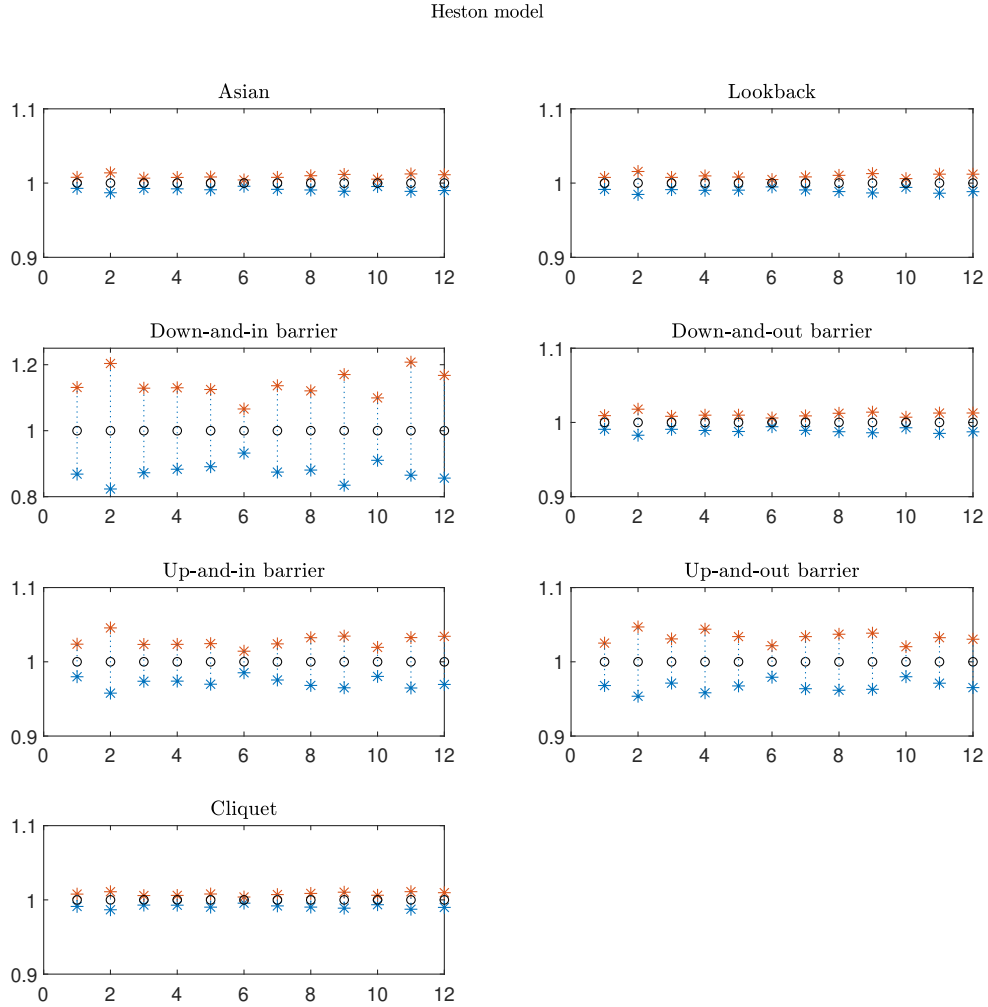 Heston model
Asian
1.1
1
0.9
0 2 4 6 8 10 12
Lookback
1.1
1
0.9
0 2 4 6 8 10 12
Down-and-in barrier
1.2
1
0.8
0 2 4 6 8 10 12
Down-and-out barrier
1.1
1
0.9
0 2 4 6 8 10 12
Up-and-in barrier
1.1
1
0.9
0 2 4 6 8 10 12
Up-and-out barrier
1.1
1
0.9
0 2 4 6 8 10 12
Cliquet
1.1
1
0.9
0 2 4 6 8 10 12